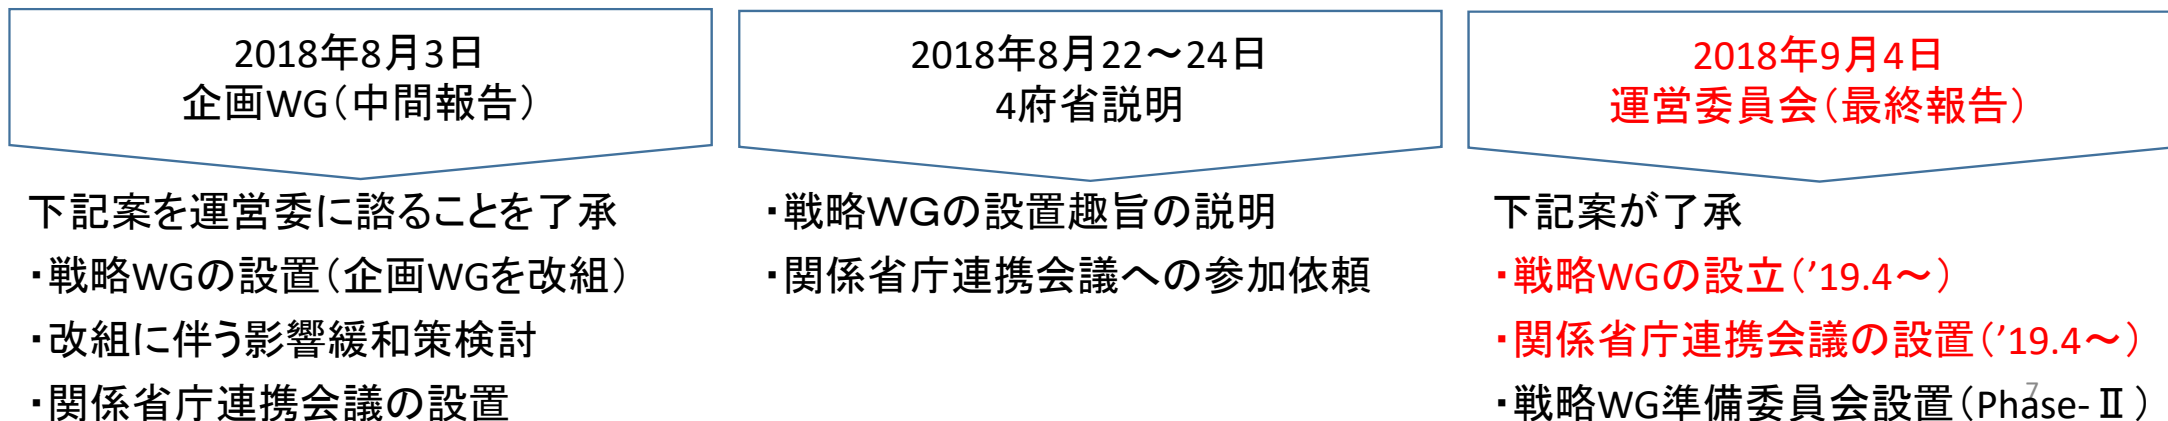 2018年8月3日
企画WG（中間報告）
下記案を運営委に諮ることを了承
・戦略WGの設置（企画WGを改組）
・改組に伴う影響緩和策検討
・関係省庁連携会議の設置
2018年8月22～24日
4府省説明
・戦略WGの設置趣旨の説明
・関係省庁連携会議への参加依頼
2018年9月4日
運営委員会（最終報告）
下記案が了承
・戦略WGの設立（’19.4～）
・関係省庁連携会議の設置（’19.4～）
・戦略WG準備委員会設置（Phase-Ⅱ）
7